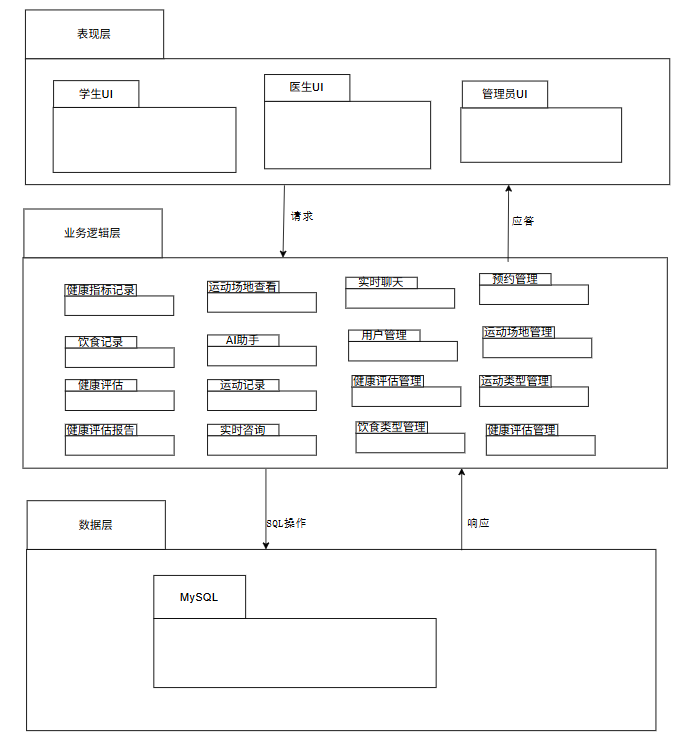 表现层
学生UI
医生UI
管理员UI
请求
应答
业务逻辑层
健康指标记录
运动场地查看
实时聊天
预约管理
饮食记录
AI助手
用户管理
运动场地管理
健康评估
运动记录
健康评估管理
运动类型管理
健康评估报告
实时咨询
饮食类型管理
健康评估管理
SQL操作
响应
数据层
MySQL